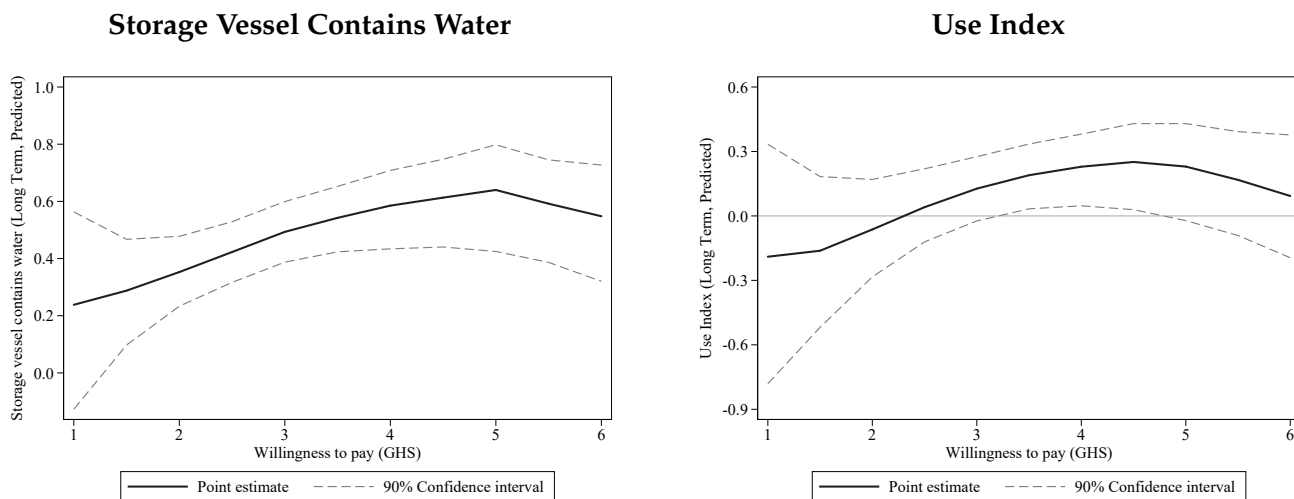 Storage Vessel Contains Water
Storage vessel contains water (Long Term, Predicted)
1.0
0.8
0.6
0.4
0.2
0.0
1 2 3 4 5 6
Willingness to pay (GHS)
Point estimate 90% Confidence interval
Use Index
Use Index (Long Term, Predicted)
0.6
0.3
0.0
-0.3
-0.6
-0.9
1 2 3 4 5 6
Willingness to pay (GHS)
Point estimate 90% Confidence interval